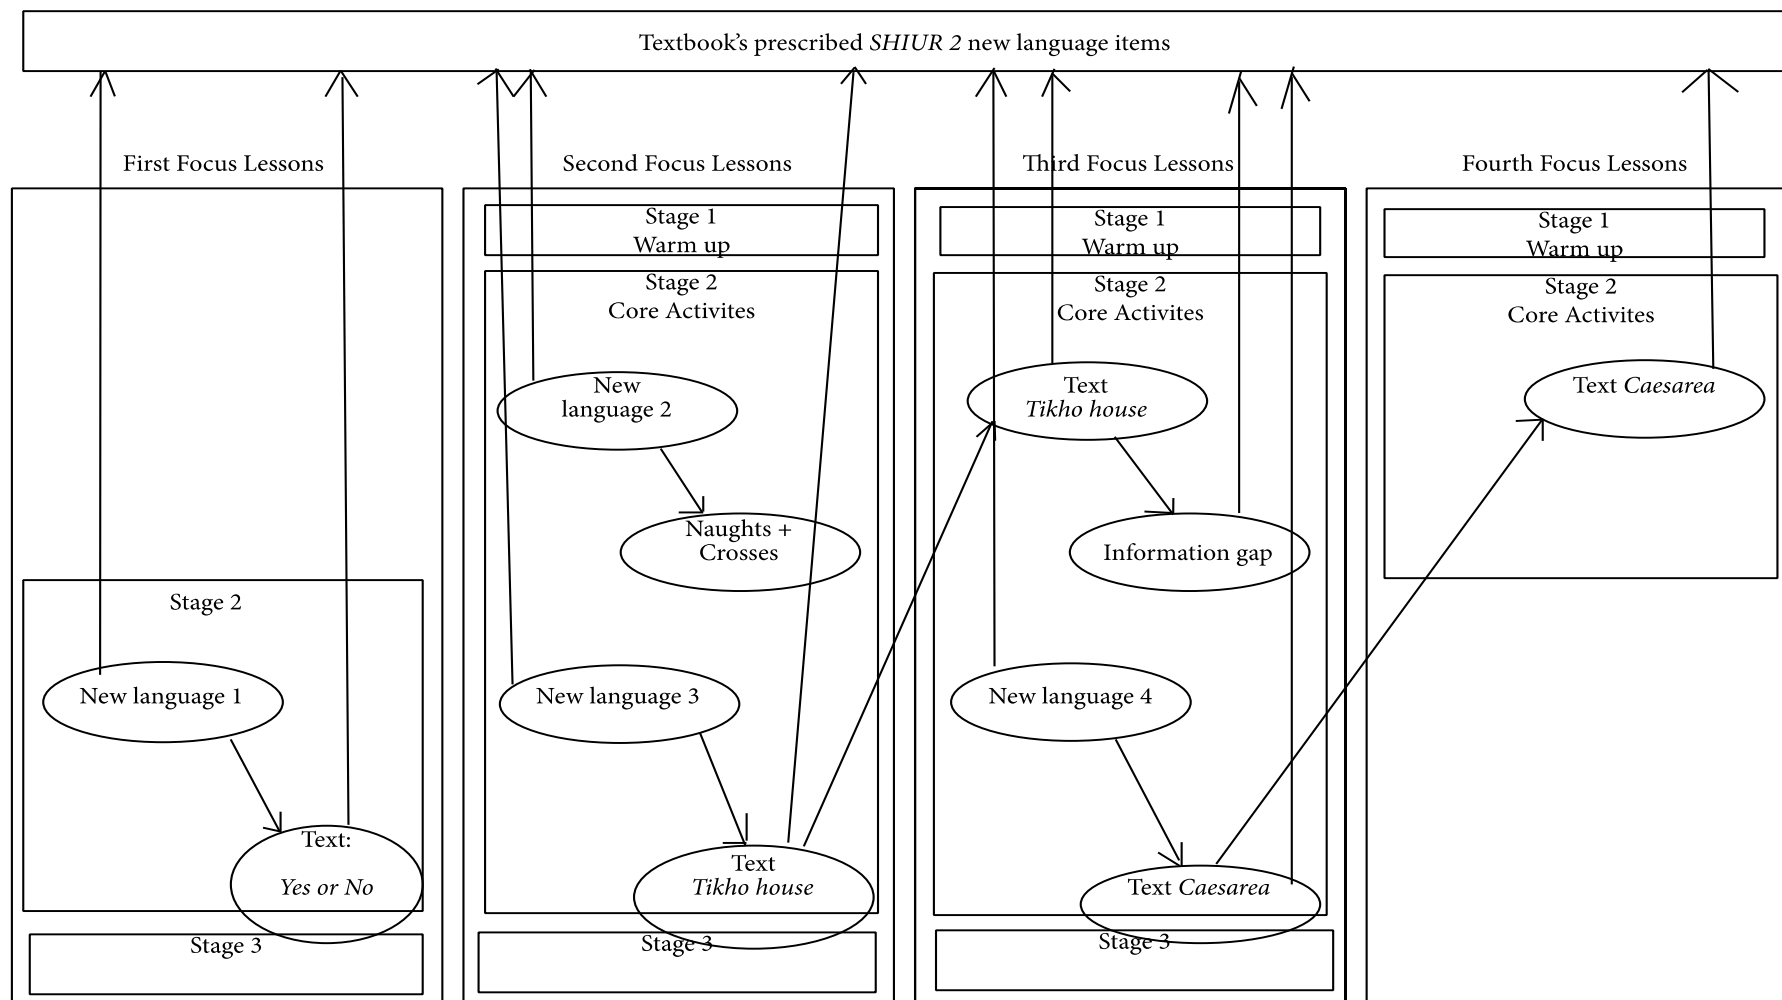 Textbook's prescribed SHIUR 2 new language items
First Focus Lessons
Stage 2
New language 1
Text:
Yes or No
Stage 3
Second Focus Lessons
Stage 1
Warm up
Stage 2
Core Activites
New
language 2
Naughts +
Crosses
New language 3
Text
Tikho house
Stage 3
Third Focus Lessons
Stage 1
Warm up
Stage 2
Core Activites
Text
Tikho house
Information gap
New language 4
Text Caesarea
Stage 3
Fourth Focus Lessons
Stage 1
Warm up
Stage 2
Core Activites
Text Caesarea